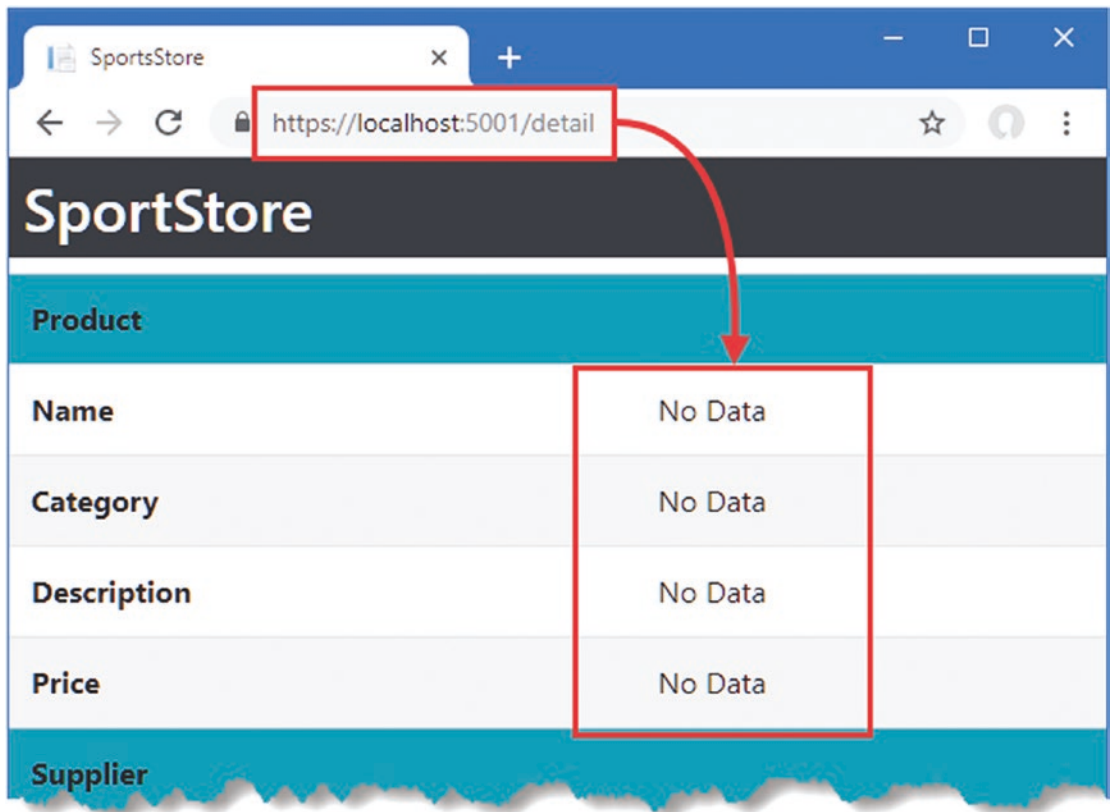 SportsStore
https://localhost:5001/detail
SportStore
Product
Name No Data
Category No Data
Description No Data
Price No Data
Supplier